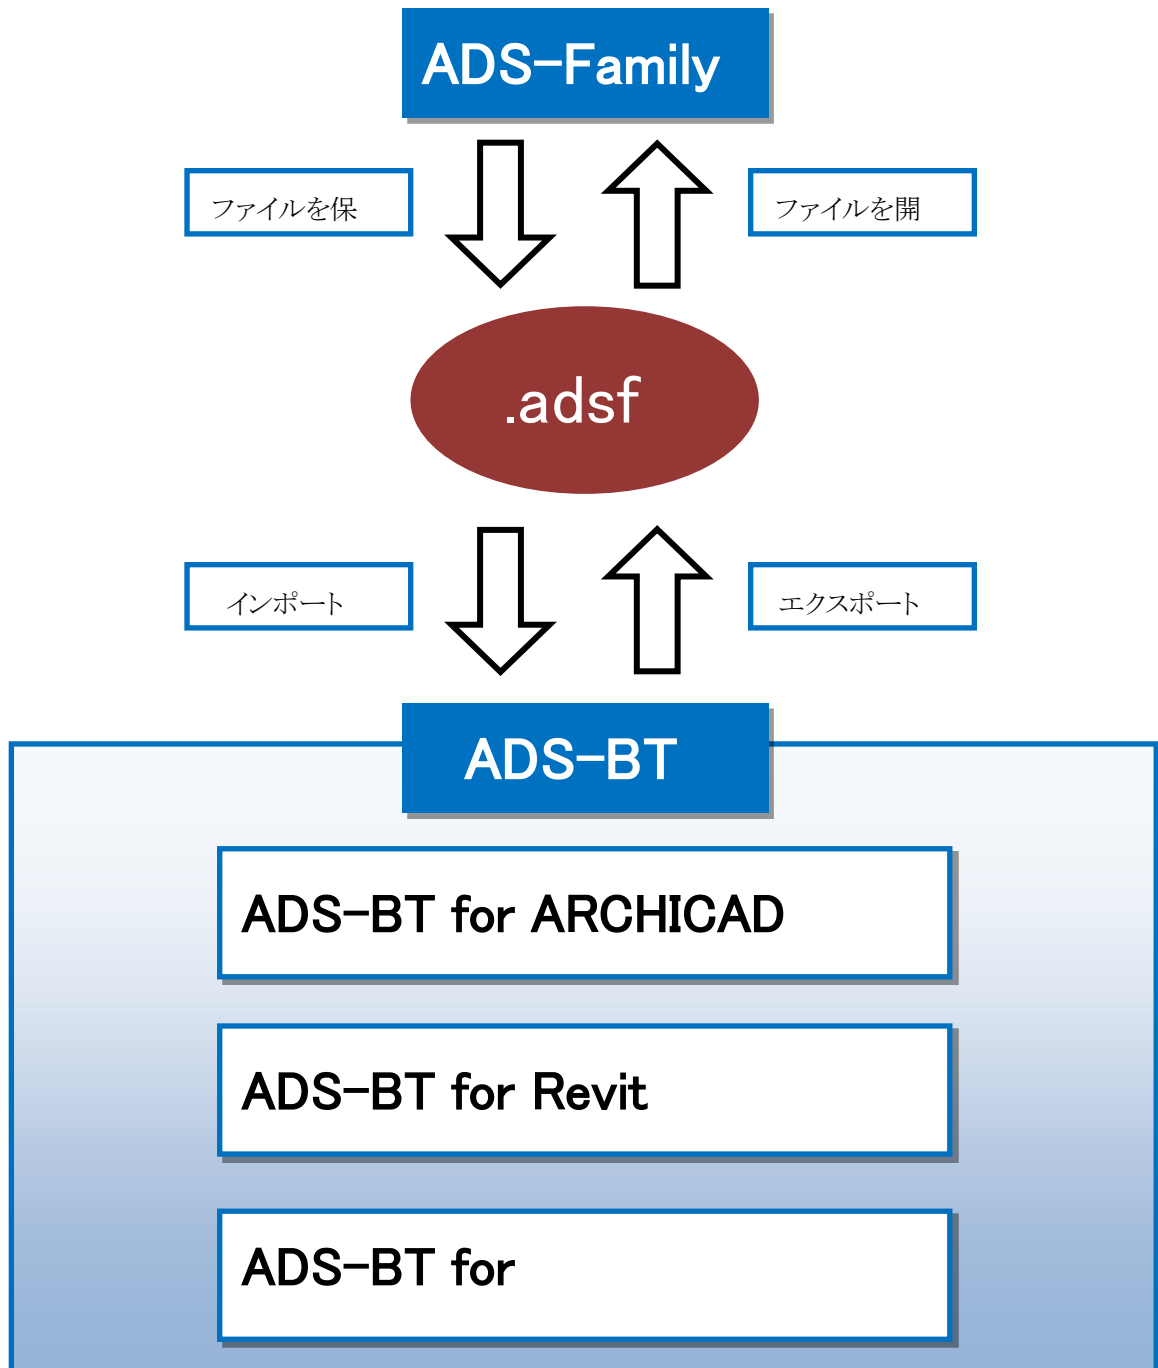 ADS-Family
ファイルを保
ファイルを開
.adsf
インポート
エクスポート
ADS-BT
ADS-BT for ARCHICAD
ADS-BT for Revit
ADS-BT for